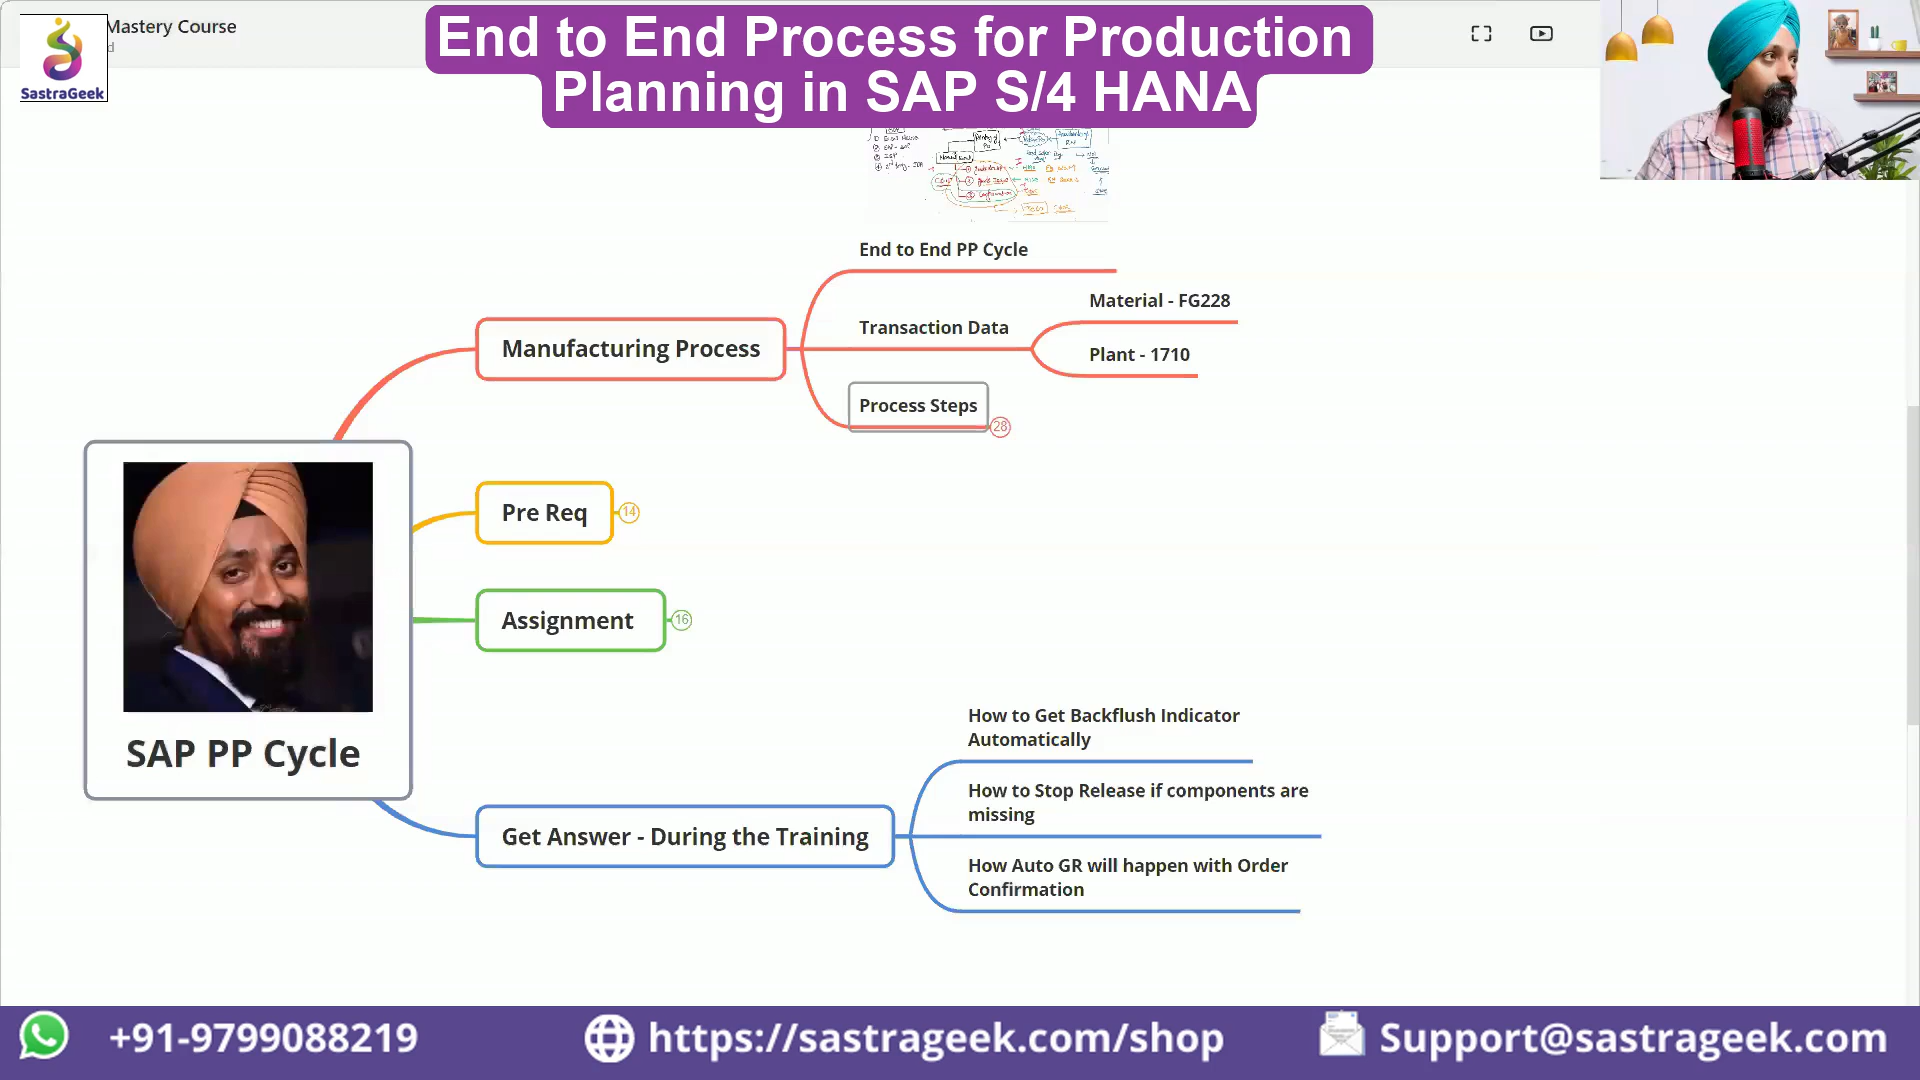 Mastery Course
d
SastraGeek
End to End Process for Production
Planning in SAP S/4 HANA
End to End PP Cycle
Material - FG228
Transaction Data
Manufacturing Process
Plant - 1710
Process Steps
28
Pre Req
14
Assignment
16
SAP PP Cycle
How to Get Backflush Indicator
Automatically
How to Stop Release if components are
missing
Get Answer - During the Training
How Auto GR will happen with Order
Confirmation
+91-9799088219
https://sastrageek.com/shop
Support@sastrageek.com